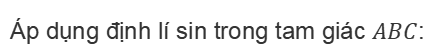 Áp dụng định lí sin trong tam giác 𝐴𝐵𝐶: